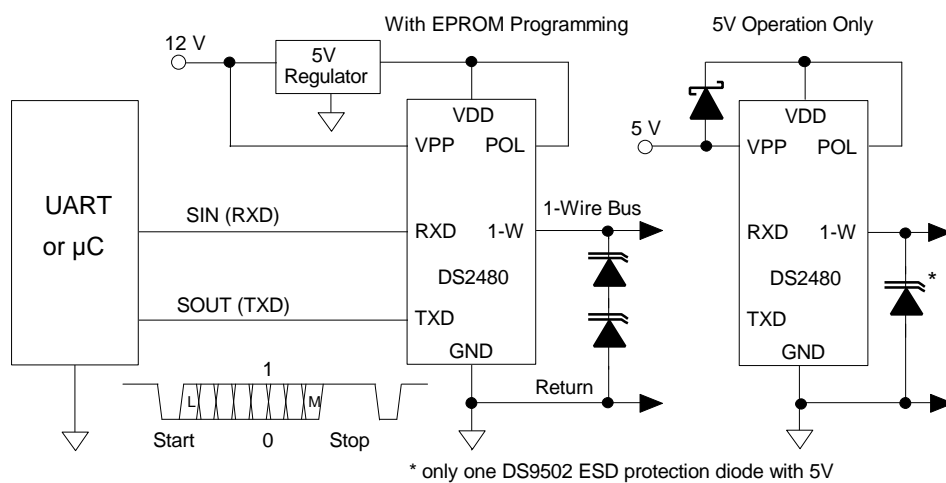 With EPROM Programming
5V Operation Only
12 V
5V
Regulator
VDD
VPP
POL
UART
or µC
SIN (RXD)
RXD
1-W
1-Wire Bus
DS2480
SOUT (TXD)
TXD
GND
Return
1
L
M
Start
0
Stop
5 V
VDD
VPP
POL
RXD
1-W
*
DS2480
TXD
GND
* only one DS9502 ESD protection diode with 5V